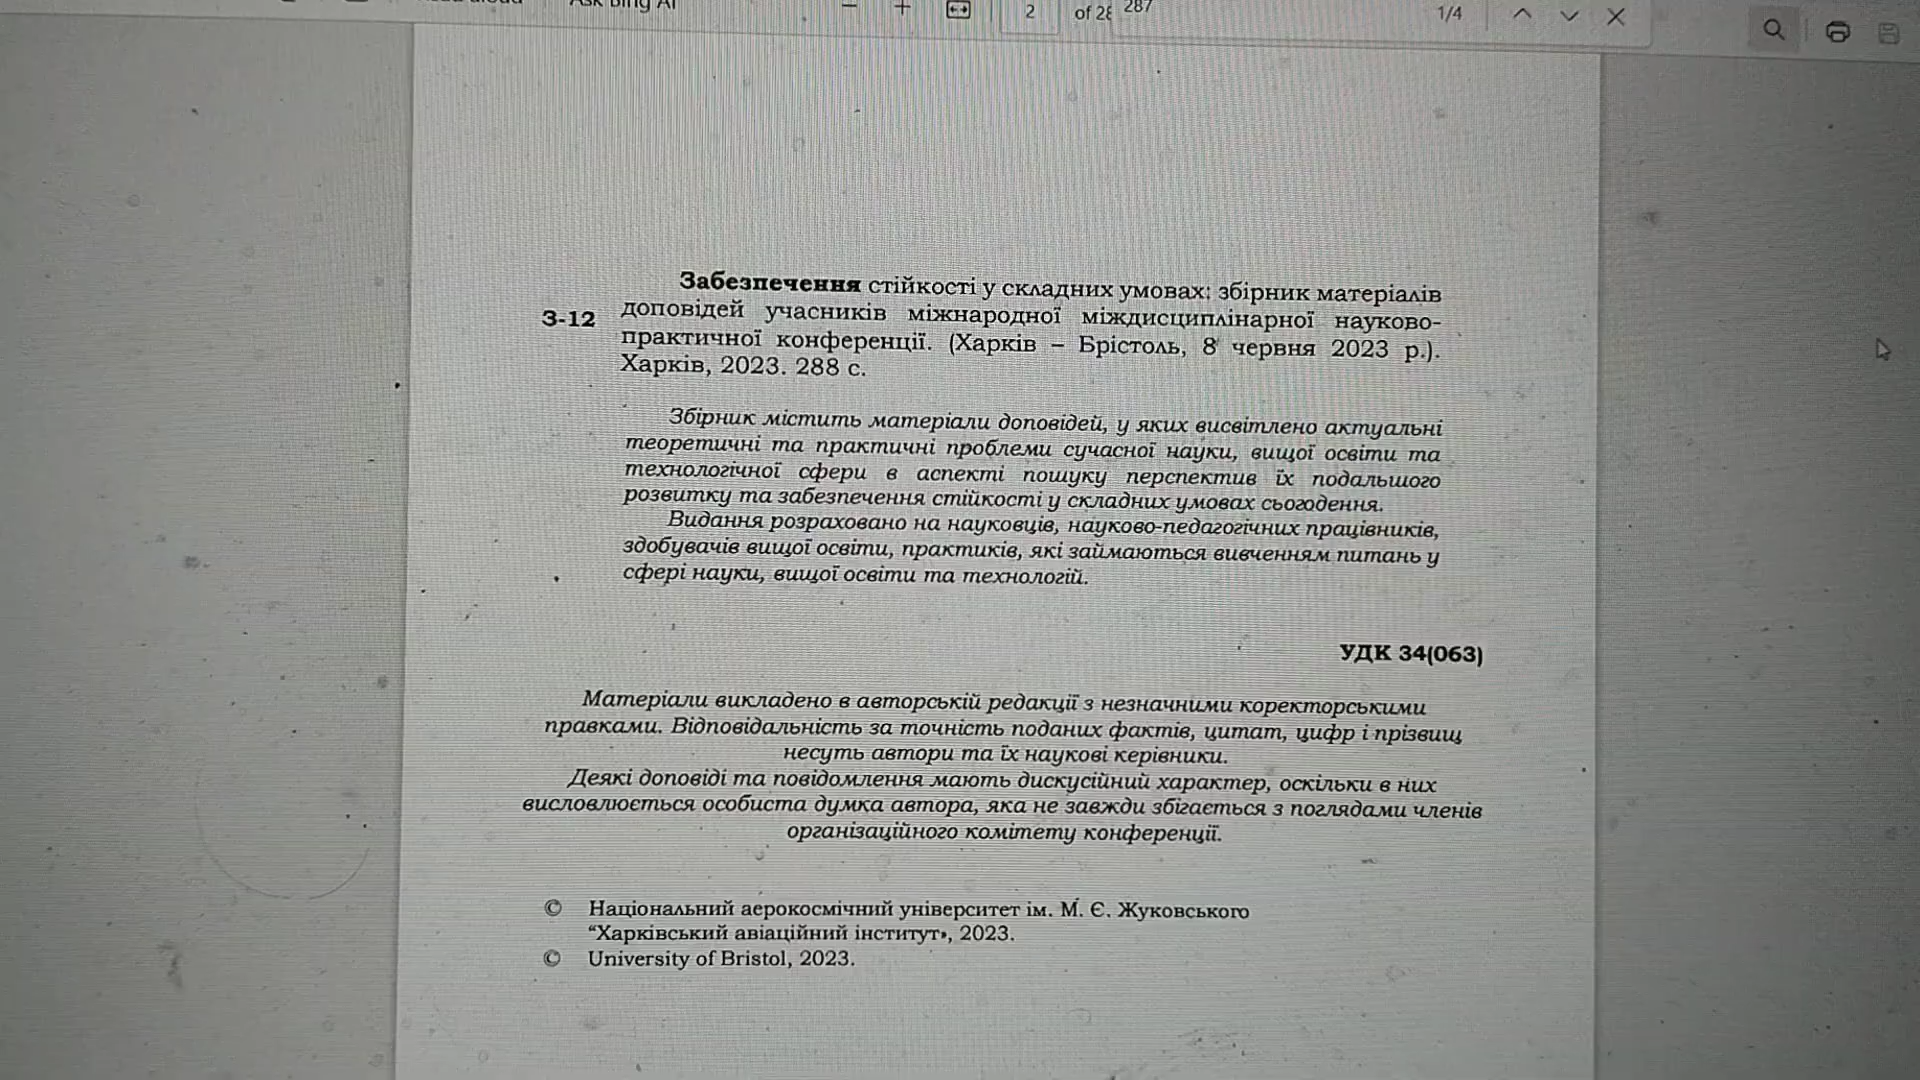 Ask Bing AI
2
of 28
287
1/4
Забезпечення стійкості у складних умовах: збірник матеріалів
З-12
доповідей учасників міжнародної міждисциплінарної науково-
практичної конференції. (Харків – Брістоль, 8 червня 2023 р.).
Харків, 2023. 288 с.
Збірник містить матеріали доповідей, у яких висвітлено актуальні
теоретичні та практичні проблеми сучасної науки, вищої освіти та
технологічної сфери в аспекті пошуку перспектив їх подальшого
розвитку та забезпечення стійкості у складних умовах сьогодення.
Видання розраховано на науковців, науково-педагогічних працівників,
здобувачів вищої освіти, практиків, які займаються вивченням питань у
сфері науки, вищої освіти та технологій.
УДК 34(063)
Матеріали викладено в авторській редакції з незначними коректорськими
правками. Відповідальність за точність поданих фактів, цитат, цифр і прізвищ
несуть автори та їх наукові керівники.
Деякі доповіді та повідомлення мають дискусійний характер, оскільки в них
висловлюється особиста думка автора, яка не завжди збігається з поглядами членів
організаційного комітету конференції.
© Національний аерокосмічний університет ім. М. Є. Жуковського
“Харківський авіаційний інститут», 2023.
© University of Bristol, 2023.